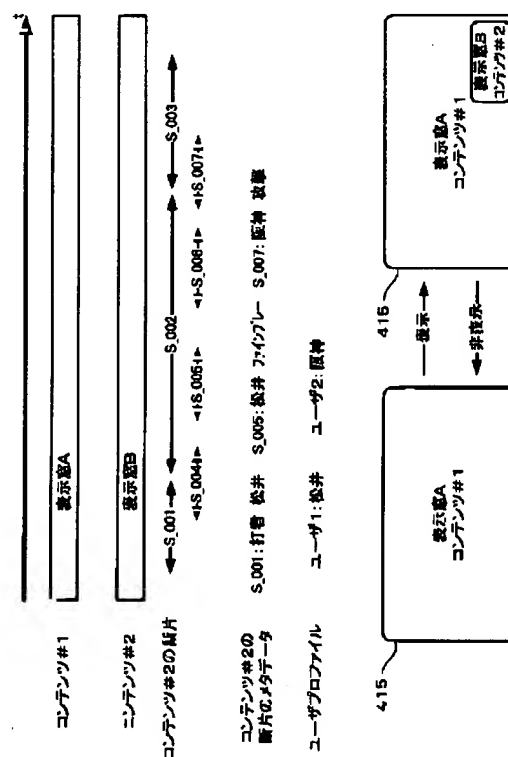 t
コンテンツ#1
表示窓A
コンテンツ#2
表示窓B
コンテンツ#2の断片
S_001
S_002
S_003
S_004
S_005
S_006
S_007
コンテンツ#2の
断片のメタデータ
S_001:打者 松井
S_005:松井 ファインプレー
S_007:阪神 攻撃
ユーザプロファイル
ユーザ1:松井
ユーザ2:阪神
415
表示窓A
コンテンツ#1
表示
非表示
415
表示窓A
コンテンツ#1
表示窓B
コンテンツ#2